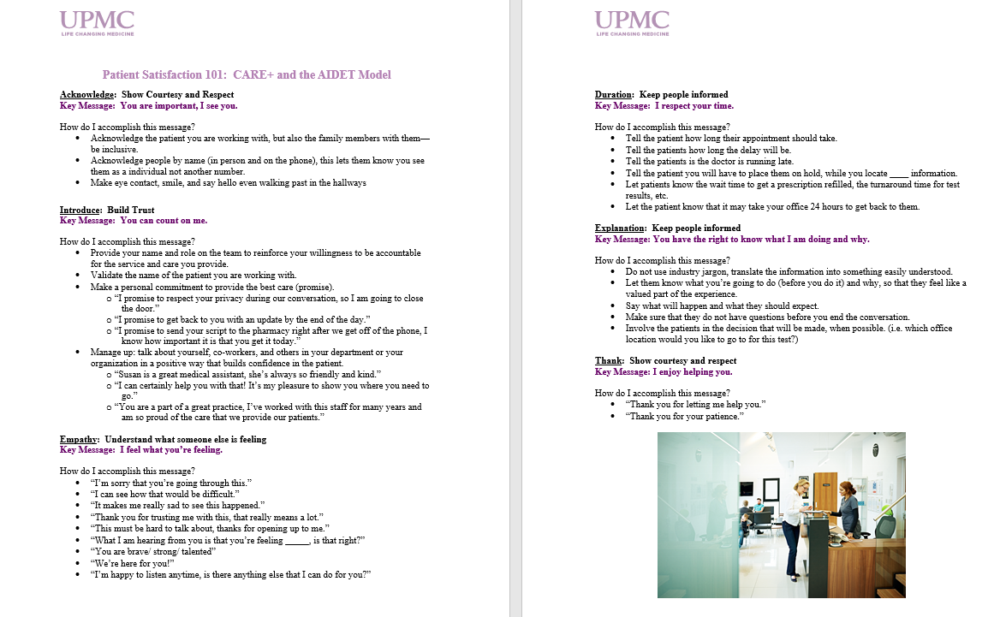 UPMC
LIFE CHANGING MEDICINE
Patient Satisfaction 101:  CARE+ and the AIDET Model
Acknowledge:  Show Courtesy and Respect
Key Message:  You are important, I see you.
How do I accomplish this message?
• Acknowledge the patient you are working with, but also the family members with them—
be inclusive.
• Acknowledge people by name (in person and on the phone), this lets them know you see
them as a individual not another number.
• Make eye contact, smile, and say hello even walking past in the hallways
Introduce:  Build Trust
Key Message:  You can count on me.
How do I accomplish this message?
• Provide your name and role on the team to reinforce your willingness to be accountable
for the service and care you provide.
• Validate the name of the patient you are working with.
• Make a personal commitment to provide the best care (promise).
o “I promise to respect your privacy during our conversation, so I am going to close
the door.”
o “I promise to get back to you with an update by the end of the day.”
o “I promise to send your script to the pharmacy right after we get off of the phone, I
know how important it is that you get it today.”
• Manage up: talk about yourself, co-workers, and others in your department or your
organization in a positive way that builds confidence in the patient.
o “Susan is a great medical assistant, she’s always so friendly and kind.”
o “I can certainly help you with that! It’s my pleasure to show you where you need to
go.”
o “You are a part of a great practice, I’ve worked with this staff for many years and
am so proud of the care that we provide our patients.”
Empathy:  Understand what someone else is feeling
Key Message:  I feel what you’re feeling.
How do I accomplish this message?
• “I’m sorry that you’re going through this.”
• “I can see how that would be difficult.”
• “It makes me really sad to see this happened.”
• “Thank you for trusting me with this, that really means a lot.”
• “This must be hard to talk about, thanks for opening up to me.”
• “What I am hearing from you is that you’re feeling _____, is that right?”
• “You are brave/ strong/ talented”
• “We’re here for you!”
• “I’m happy to listen anytime, is there anything else that I can do for you?”
UPMC
LIFE CHANGING MEDICINE
Duration:  Keep people informed
Key Message:  I respect your time.
How do I accomplish this message?
• Tell the patient how long their appointment should take.
• Tell the patients how long the delay will be.
• Tell the patients is the doctor is running late.
• Tell the patient you will have to place them on hold, while you locate ____ information.
• Let patients know the wait time to get a prescription refilled, the turnaround time for test
results, etc.
• Let the patient know that it may take your office 24 hours to get back to them.
Explanation:  Keep people informed
Key Message: You have the right to know what I am doing and why.
How do I accomplish this message?
• Do not use industry jargon, translate the information into something easily understood.
• Let them know what you’re going to do (before you do it) and why, so that they feel like a
valued part of the experience.
• Say what will happen and what they should expect.
• Make sure that they do not have questions before you end the conversation.
• Involve the patients in the decision that will be made, when possible. (i.e. which office
location would you like to go to for this test?)
Thank:  Show courtesy and respect
Key Message: I enjoy helping you.
How do I accomplish this message?
• “Thank you for letting me help you.”
• “Thank you for your patience.”